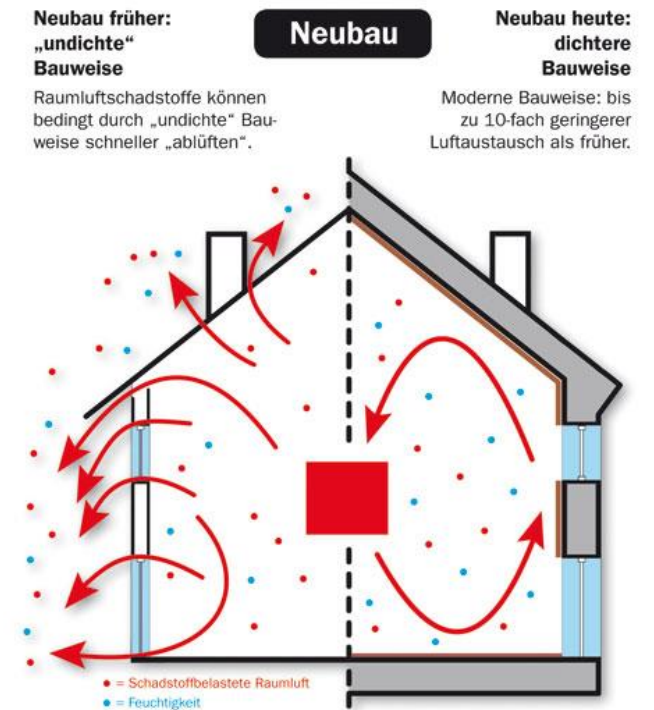 Neubau früher:
„undichte“
Bauweise
Raumluftschadstoffe können
bedingt durch „undichte“ Bau-
weise schneller „ablüften“.
Neubau
Neubau heute:
dichtere
Bauweise
Moderne Bauweise: bis
zu 10-fach geringerer
Luftaustausch als früher.
= Schadstoffbelastete Raumluft
= Feuchtigkeit